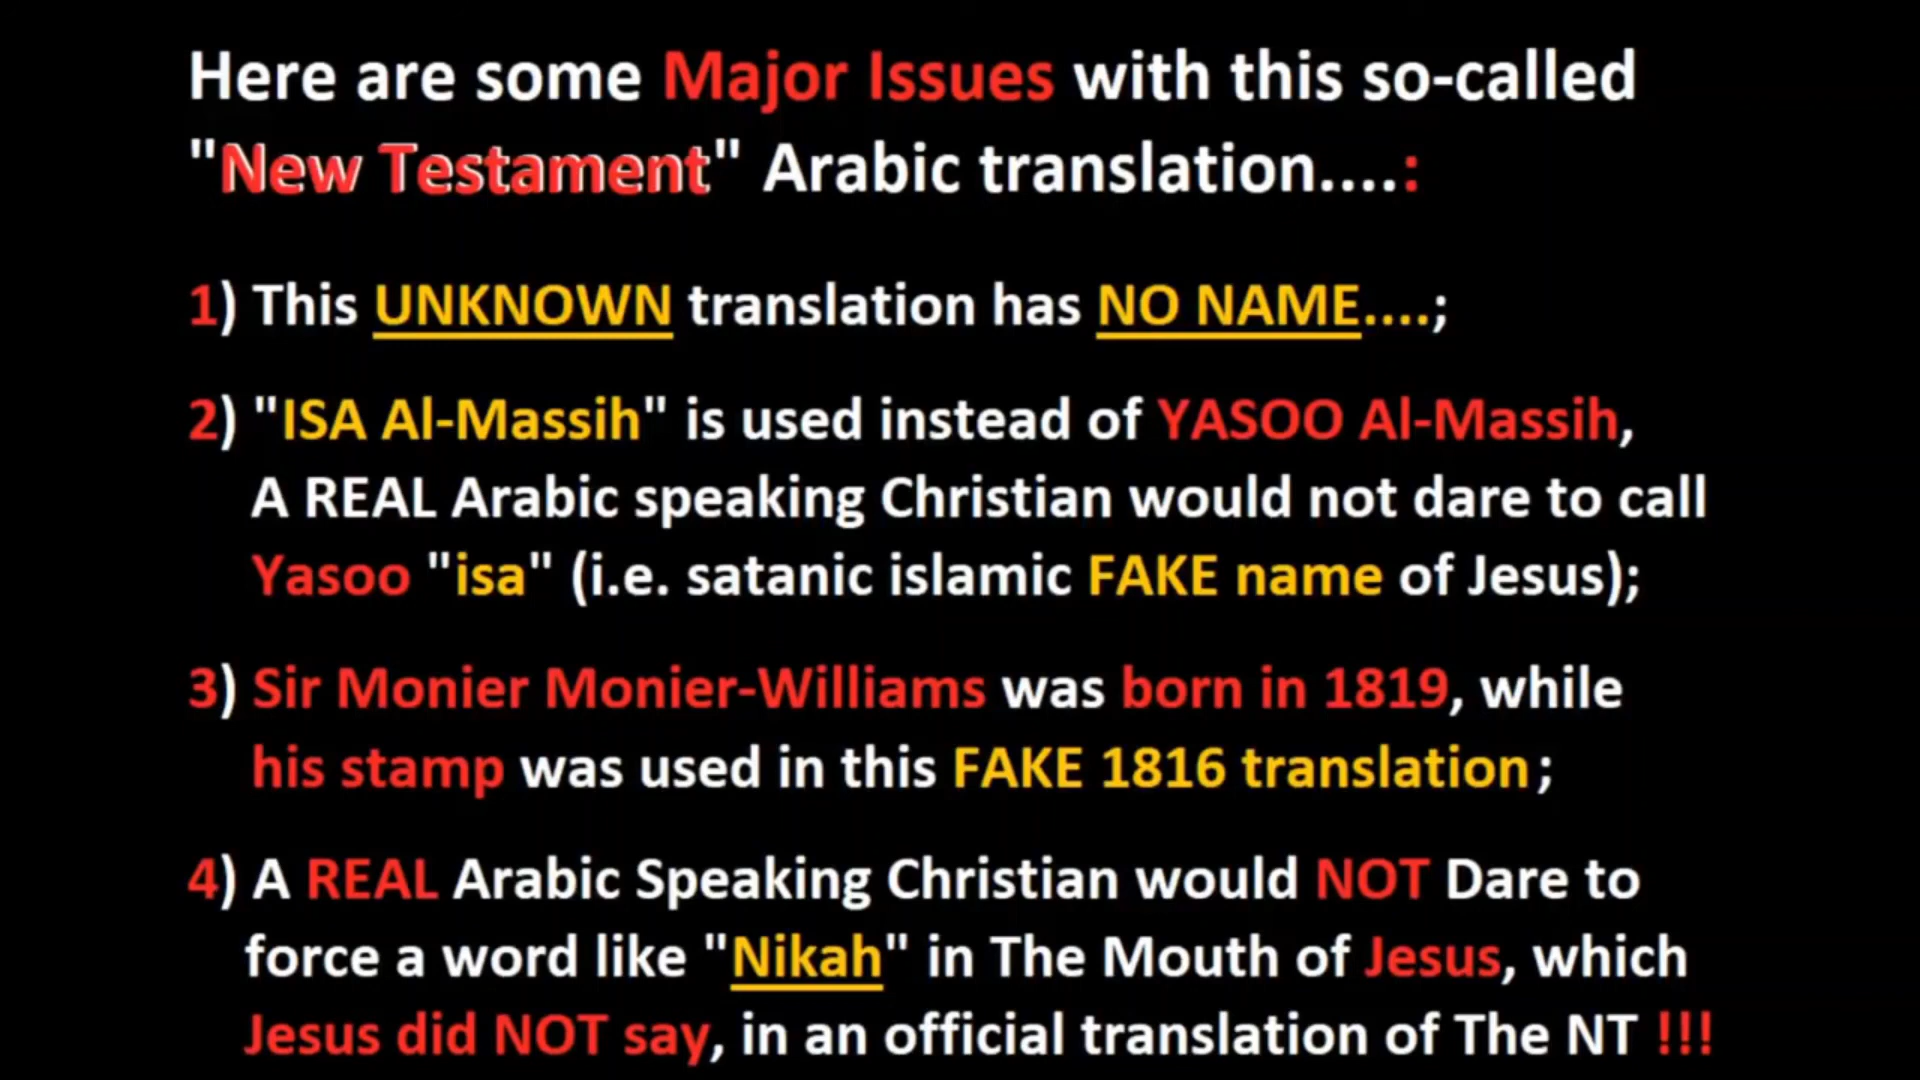 Here are some Major Issues with this so-called
"New Testament" Arabic translation....:
1) This UNKNOWN translation has NO NAME....;
2) "ISA Al-Massih" is used instead of YASOO Al-Massih,
A REAL Arabic speaking Christian would not dare to call
Yasoo "isa" (i.e. satanic islamic FAKE name of Jesus);
3) Sir Monier Monier-Williams was born in 1819, while
his stamp was used in this FAKE 1816 translation;
4) A REAL Arabic Speaking Christian would NOT Dare to
force a word like "Nikah" in The Mouth of Jesus, which
Jesus did NOT say, in an official translation of The NT !!!